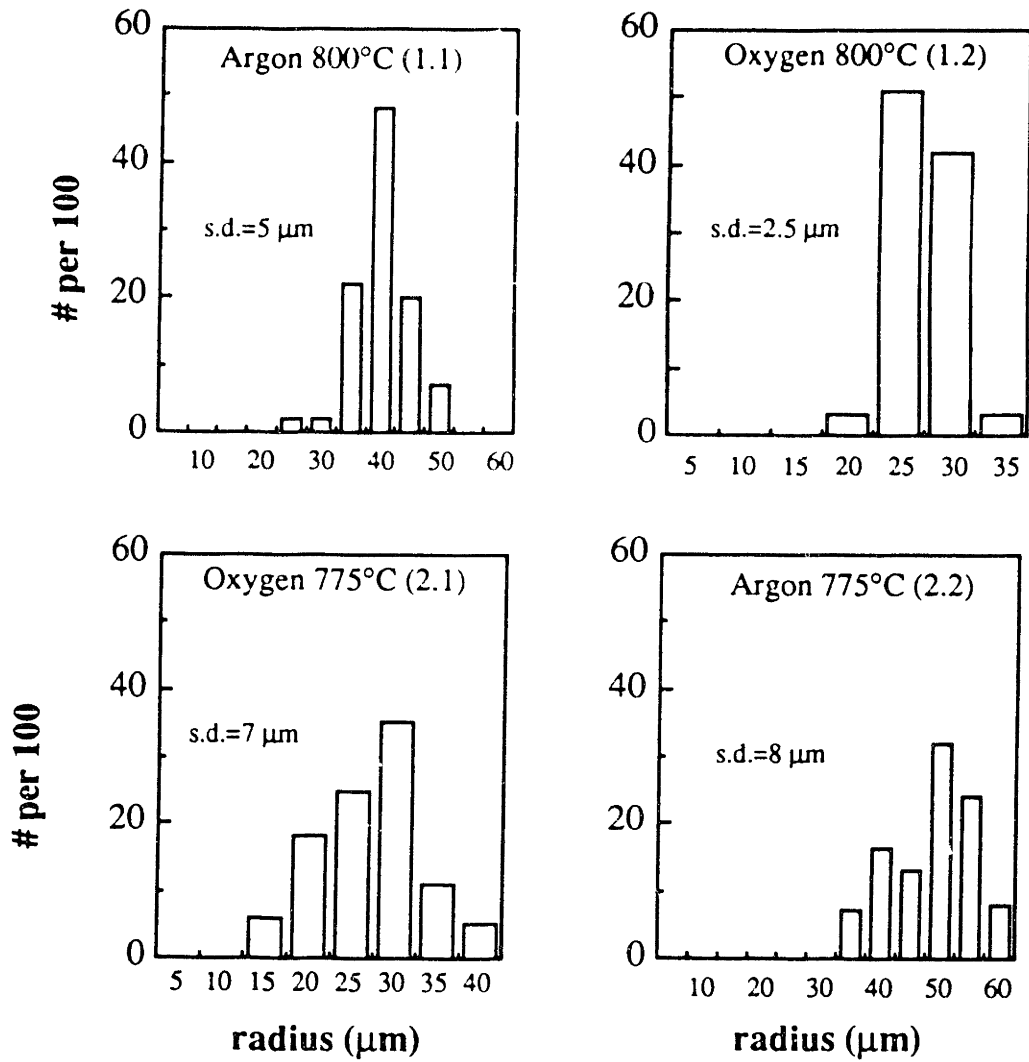 60
Argon 800°C (1.1)
40
s.d.=5 µm
20
0
10 20 30 40 50 60
# per 100
60
Oxygen 800°C (1.2)
40
s.d.=2.5 µm
20
0
5 10 15 20 25 30 35
60
Oxygen 775°C (2.1)
40
s.d.=7 µm
20
0
5 10 15 20 25 30 35 40
# per 100
radius (µm)
60
Argon 775°C (2.2)
40
s.d.=8 µm
20
0
10 20 30 40 50 60
radius (µm)